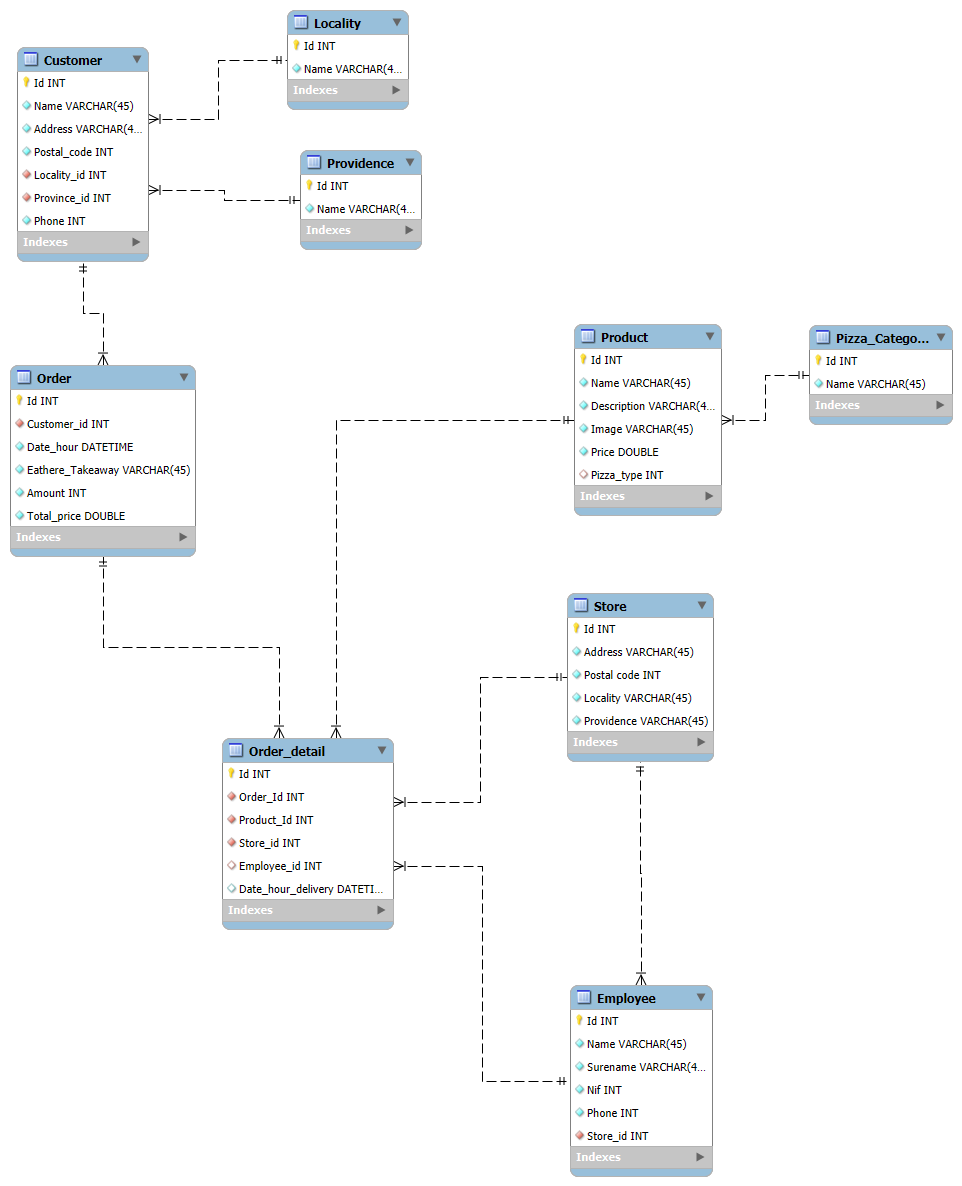 Locality
Id INT
Name VARCHAR(4...
Indexes
Customer
Id INT
Name VARCHAR(45)
Address VARCHAR(4...
Postal_code INT
Locality_id INT
Province_id INT
Phone INT
Indexes
Providence
Id INT
Name VARCHAR(4...
Indexes
Order
Id INT
Customer_id INT
Date_hour DATETIME
Eathere_Takeaway VARCHAR(45)
Amount INT
Total_price DOUBLE
Indexes
Product
Id INT
Name VARCHAR(45)
Description VARCHAR(4...
Image VARCHAR(45)
Price DOUBLE
Pizza_type INT
Indexes
Pizza_Catego...
Id INT
Name VARCHAR(45)
Indexes
Store
Id INT
Address VARCHAR(45)
Postal code INT
Locality VARCHAR(45)
Providence VARCHAR(45)
Indexes
Order_detail
Id INT
Order_Id INT
Product_Id INT
Store_id INT
Employee_id INT
Date_hour_delivery DATETI...
Indexes
Employee
Id INT
Name VARCHAR(45)
Surename VARCHAR(4...
Nif INT
Phone INT
Store_id INT
Indexes